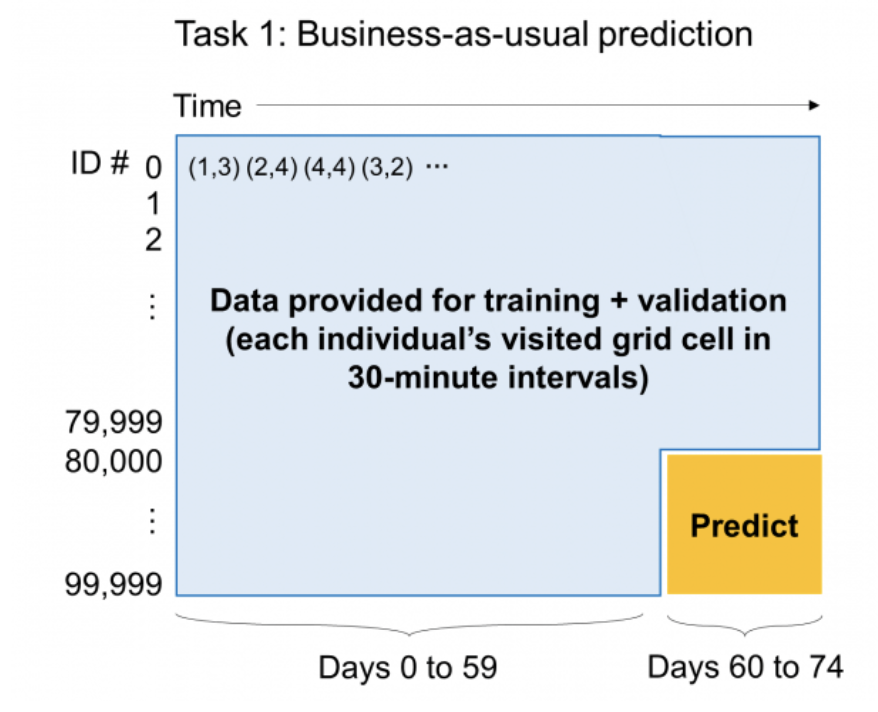 Task 1: Business-as-usual prediction
Time
ID # 0 (1,3) (2,4) (4,4) (3,2) ⋯
1
2
⋮
Data provided for training + validation
(each individual’s visited grid cell in
30-minute intervals)
79,999
80,000
⋮
Predict
99,999
Days 0 to 59 Days 60 to 74